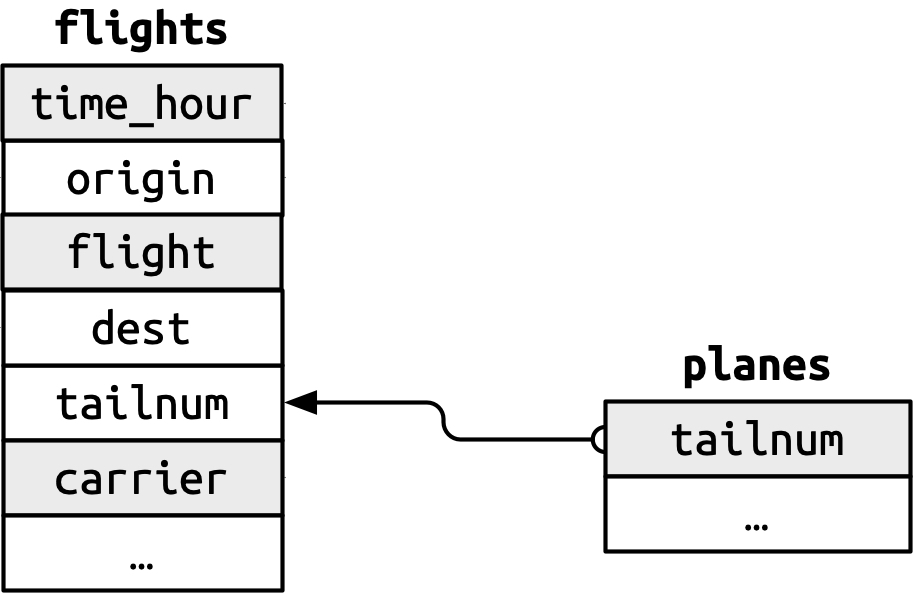 flights
time_hour
origin
flight
dest
tailnum
carrier
…
planes
tailnum
…